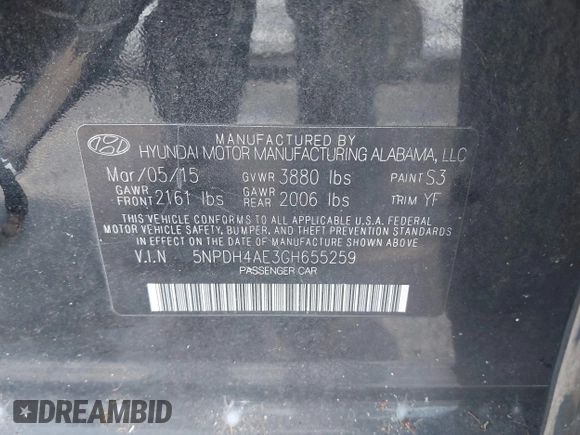 MANUFACTURED BY
HYUNDAI MOTOR MANUFACTURING ALABAMA, LLC
Mar/05/15 GVWR 3880 lbs PAINT S3
GAWR FRONT 2161 lbs GAWR REAR 2006 lbs TRIM YF
THIS VEHICLE CONFORMS TO ALL APPLICABLE U.S.A. FEDERAL
MOTOR VEHICLE SAFETY, BUMPER, AND THEFT PREVENTION
STANDARDS IN EFFECT ON THE DATE OF MANUFACTURE SHOWN ABOVE
V.I.N 5NPDH4AE3GH655259
PASSENGER CAR
DREAMBID